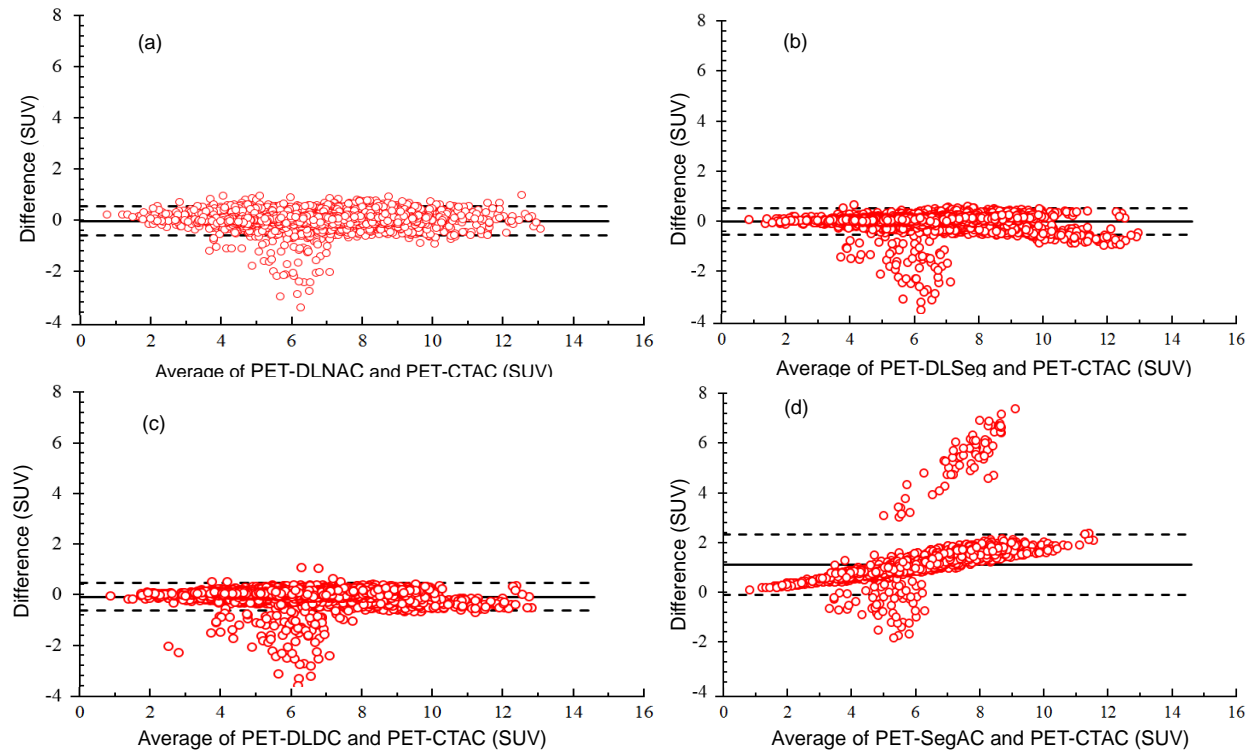 (a)
Difference (SUV)
8
6
4
2
0
-2
-4
0 2 4 6 8 10 12 14 16
Average of PET-DLNAC and PET-CTAC (SUV)
(b)
Difference (SUV)
8
6
4
2
0
-2
-4
0 2 4 6 8 10 12 14 16
Average of PET-DLSeg and PET-CTAC (SUV)
(c)
Difference (SUV)
8
6
4
2
0
-2
-4
0 2 4 6 8 10 12 14 16
Average of PET-DLDC and PET-CTAC (SUV)
(d)
Difference (SUV)
8
6
4
2
0
-2
-4
0 2 4 6 8 10 12 14 16
Average of PET-SegAC and PET-CTAC (SUV)